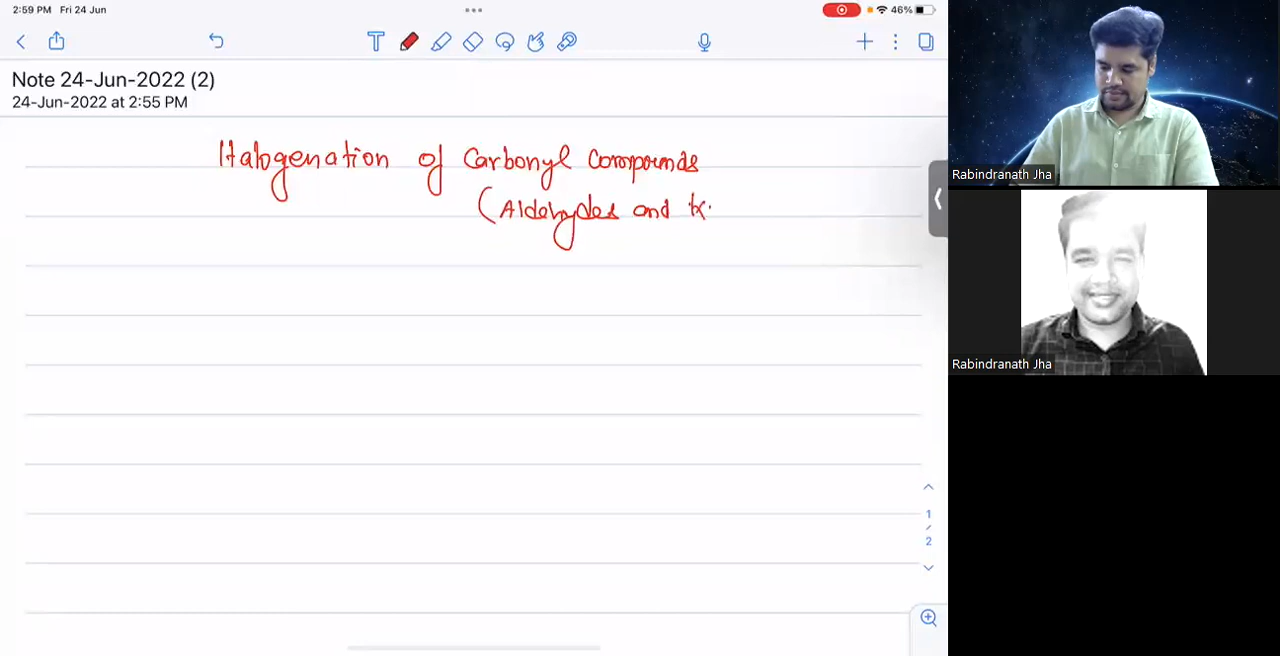 2:59 PM Fri 24 Jun
46%
Note 24-Jun-2022 (2)
24-Jun-2022 at 2:55 PM
Halogenation of Carbonyl Compounds
(Aldehydes and
1
2
Rabindranath Jha
Rabindranath Jha